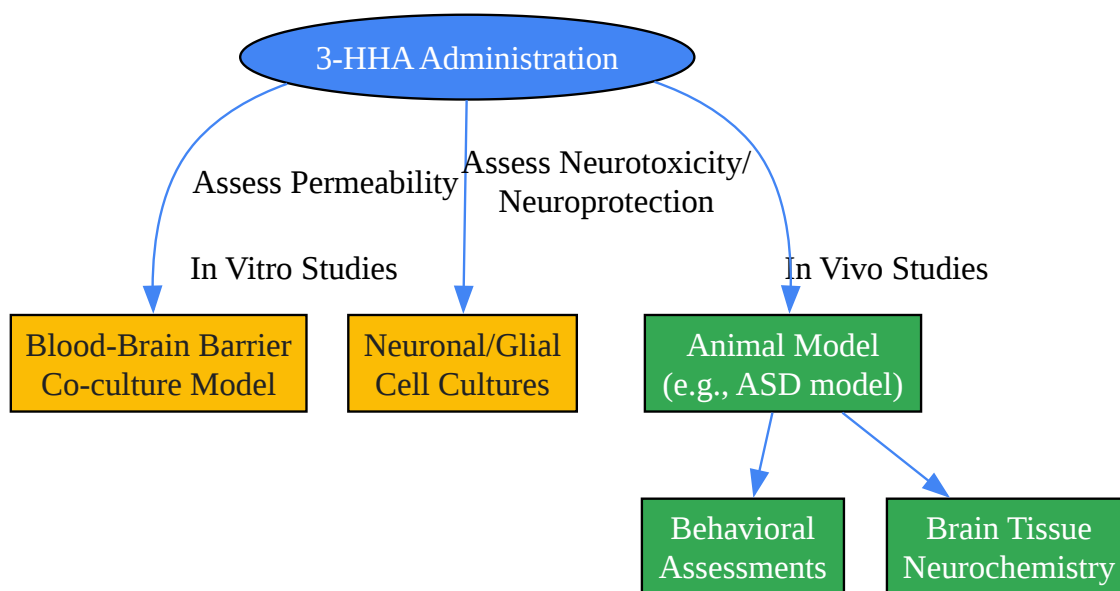 3-HHA Administration
Assess Permeability
Assess Neurotoxicity/
Neuroprotection
In Vitro Studies
In Vivo Studies
Blood-Brain Barrier
Co-culture Model
Neuronal/Glial
Cell Cultures
Animal Model
(e.g., ASD model)
Behavioral
Assessments
Brain Tissue
Neurochemistry